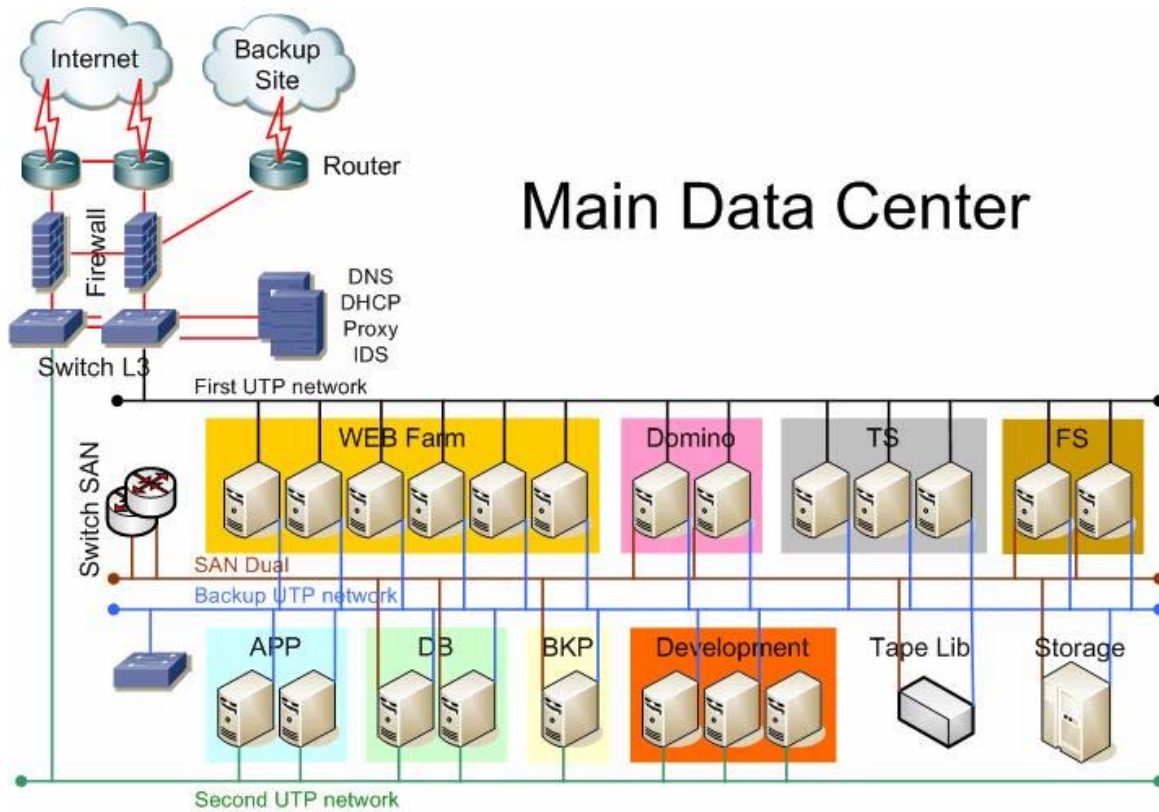 Internet
Backup
Site
Router
Main Data Center
Firewall
DNS
DHCP
Proxy
IDS
Switch L3
First UTP network
WEB Farm
Domino
TS
FS
Switch SAN
SAN Dual
Backup UTP network
APP
DB
BKP
Development
Tape Lib
Storage
Second UTP network